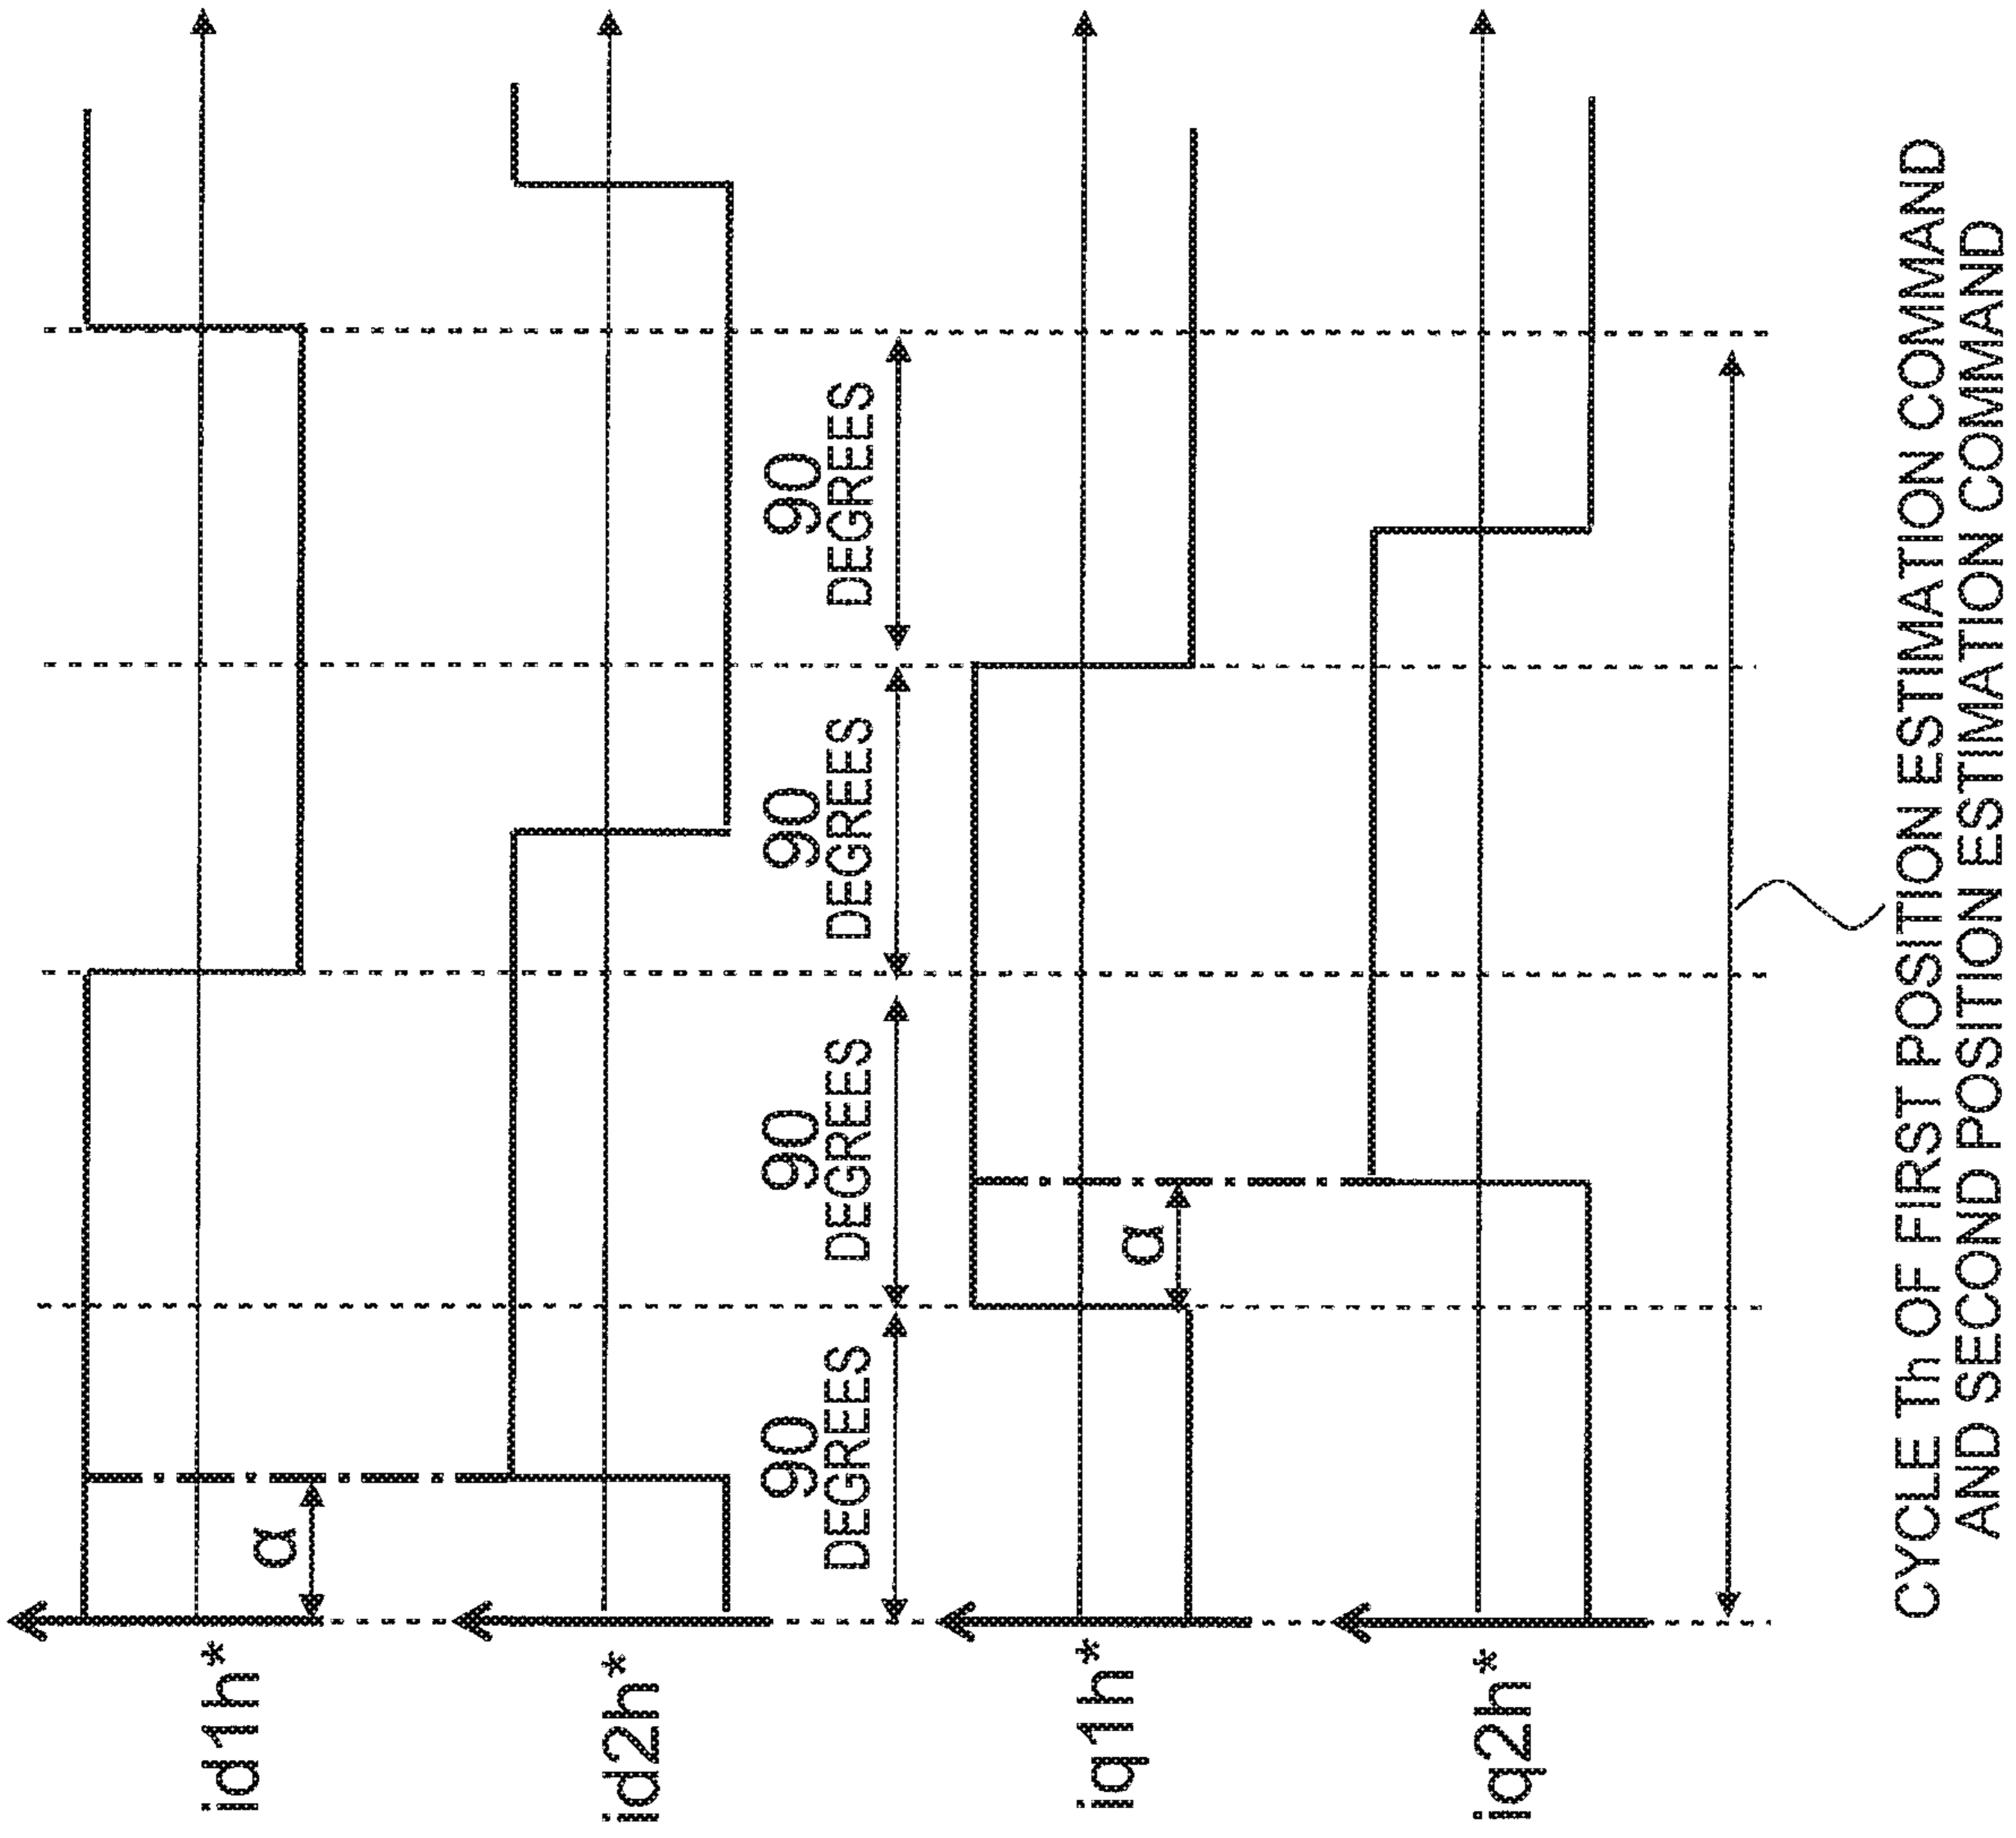 id1h*
α
id2h*
90
DEGREES
90
DEGREES
90
DEGREES
90
DEGREES
iq1h*
α
iq2h*
CYCLE Th OF FIRST POSITION ESTIMATION COMMAND
AND SECOND POSITION ESTIMATION COMMAND